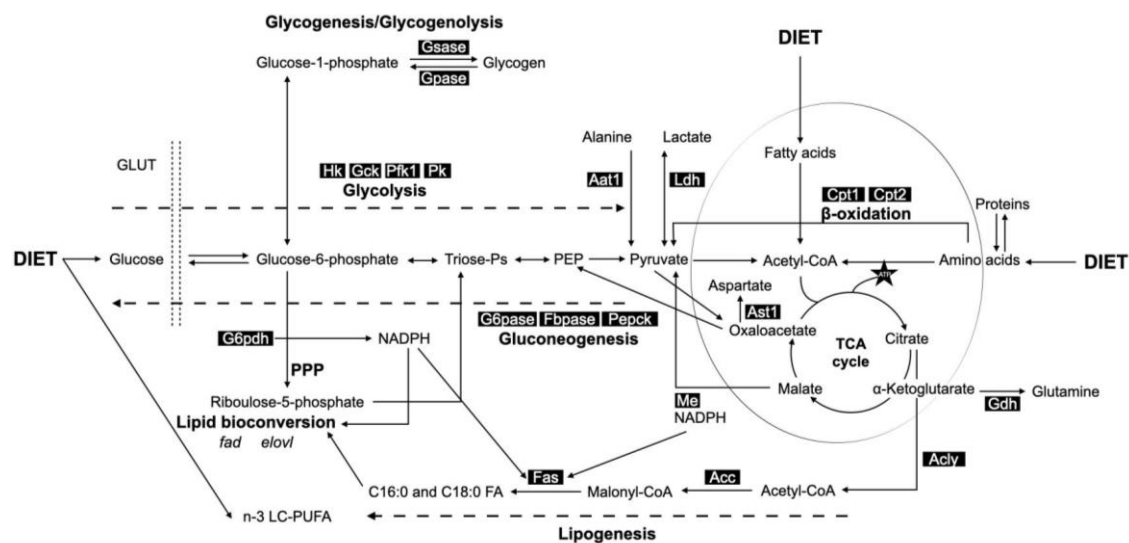 Glycogenesis/Glycogenolysis
DIET
Gsase
Glucose-1-phosphate
Glycogen
Gpase
Alanine
Lactate
Fatty acids
GLUT
Hk Gck Pfk1 Pk
Glycolysis
Aat1
Ldh
Cpt1 Cpt2
β-oxidation
Proteins
DIET
Glucose
Glucose-6-phosphate
Triose-Ps
PEP
Pyruvate
Acetyl-CoA
Amino acids
DIET
ATP
Aspartate
Ast1
G6pase Fbpase Pepck
Gluconeogenesis
Oxaloacetate
Citrate
TCA
cycle
G6pdh
NADPH
PPP
Malate
α-Ketoglutarate
Glutamine
Gdh
Riboulose-5-phosphate
Me
NADPH
Lipid bioconversion
fad elovl
Acly
Fas
Acc
C16:0 and C18:0 FA
Malonyl-CoA
Acetyl-CoA
n-3 LC-PUFA
Lipogenesis